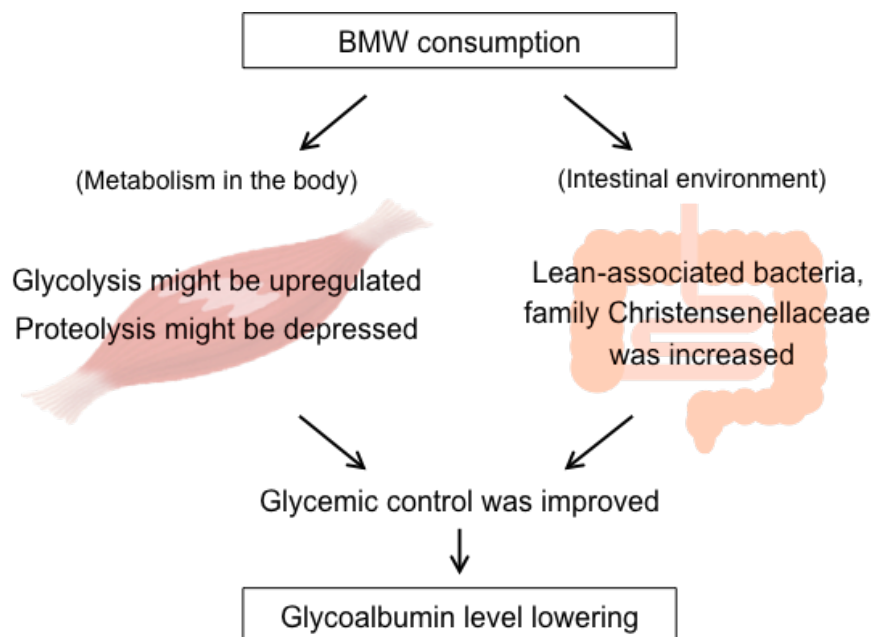 BMW consumption
(Metabolism in the body)
(Intestinal environment)
Glycolysis might be upregulated
Proteolysis might be depressed
Lean-associated bacteria,
family Christensenellaceae
was increased
Glycemic control was improved
Glycoalbumin level lowering